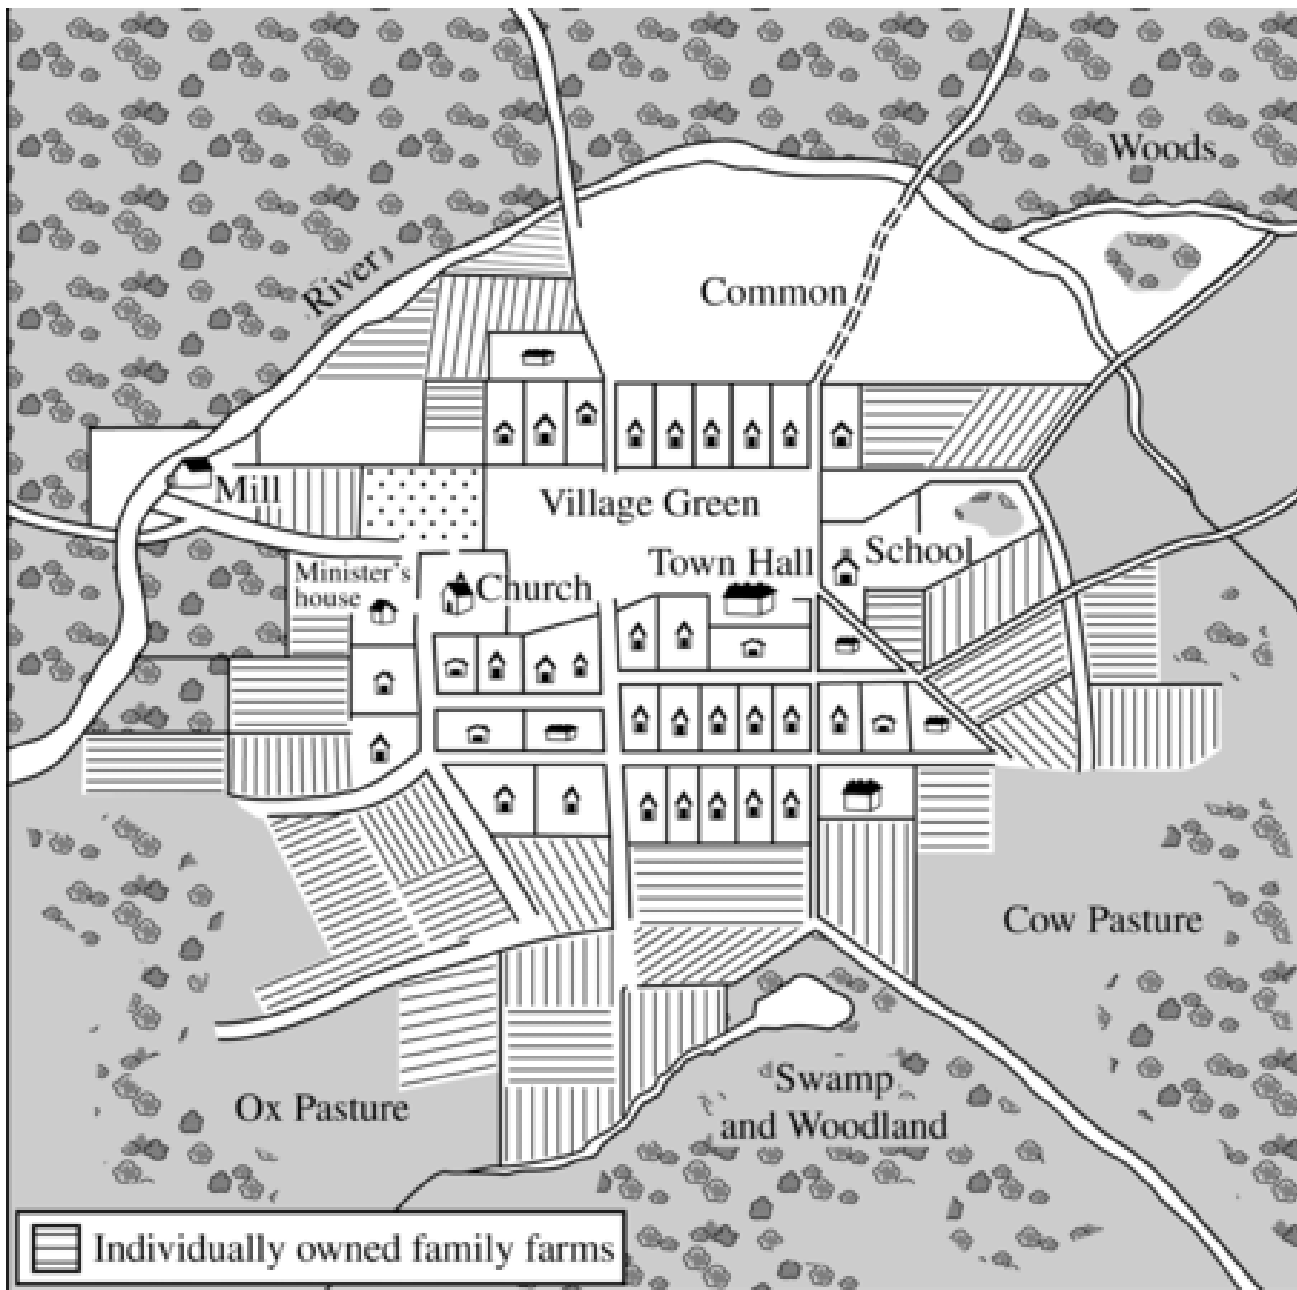 Woods
River
Common
Mill
Village Green
Minister's
house
Church
Town Hall
School
Cow Pasture
Ox Pasture
Swamp
and Woodland
Individually owned family farms